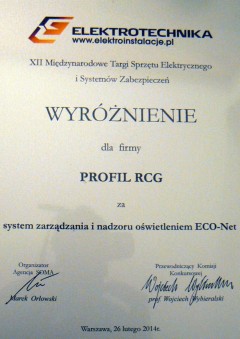 ELEKTROTECHNIKA
www.elektroinstalacje.pl
XII Międzynarodowe Targi Sprzętu Elektrycznego
i Systemów Zabezpieczeń
WYRÓŻNIENIE
dla firmy
PROFIL RCG
za
system zarządzania i nadzoru oświetleniem ECO-Net
Organizator
Agencja SOMA
Marek Orłowski
Przewodniczący Komisji
Konkursowej
prof. Wojciech Wybieralski
Warszawa, 26 lutego 2014r.